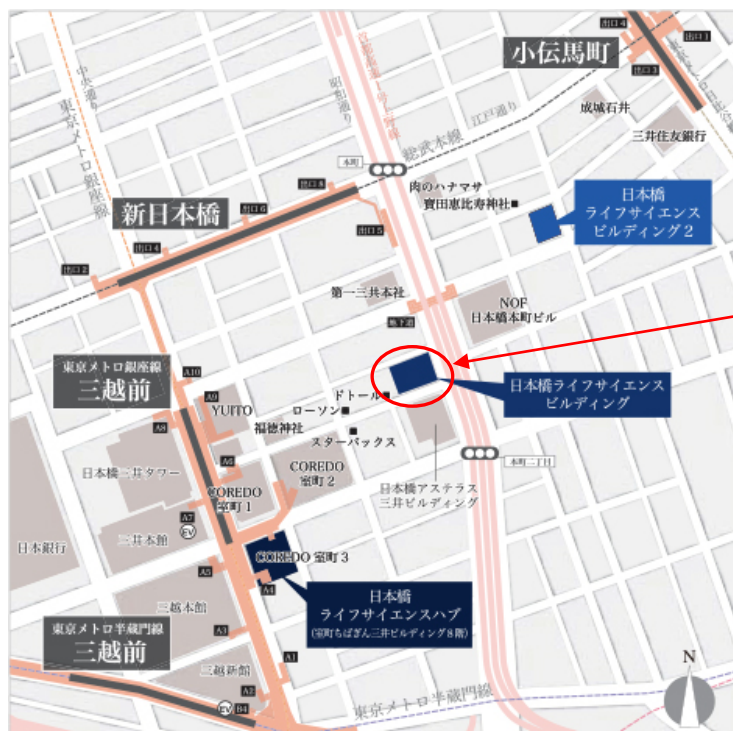 小伝馬町
出口4
出口1
出口3
中央通り
東京メトロ銀座線
昭和通り
首都高速1号上野線
本町
総武本線
江戸通り
成城石井
三井住友銀行
肉のハナマサ
寶田恵比寿神社
日本橋
ライフサイエンス
ビルディング2
新日本橋
出口8
出口6
出口5
出口4
出口2
第一三共本社
地下道
NOF
日本橋本町ビル
東京メトロ銀座線
三越前
A10
A9
A8
YUITO
福徳神社
ドトール
ローソン
スターバックス
日本橋ライフサイエンス
ビルディング
日本橋三井タワー
A6
COREDO
室町1
COREDO
室町2
日本橋アステラス
三井ビルディング
本町二丁目
日本銀行
A7
EV
三井本館
A5
COREDO 室町3
A4
日本橋
ライフサイエンスハブ
(室町ちばぎん三井ビルディング8階)
三越本館
A3
東京メトロ半蔵門線
三越前
三越新館
A1
A2
EV
B4
東京メトロ半蔵門線
N